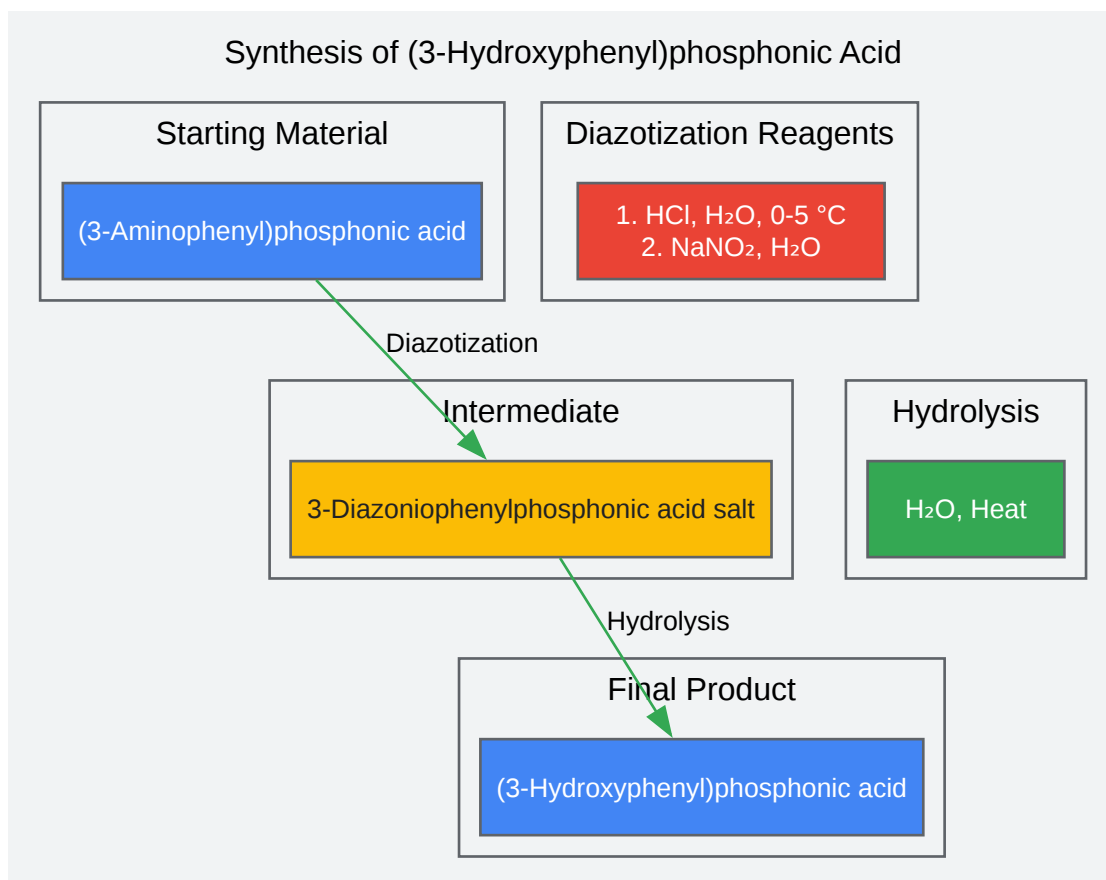 Synthesis of (3-Hydroxyphenyl)phosphonic Acid
Starting Material
Diazotization Reagents
(3-Aminophenyl)phosphonic acid
1. HCl, H₂O, 0-5 °C
2. NaNO₂, H₂O
Diazotization
Intermediate
Hydrolysis
3-Diazoniophenylphosphonic acid salt
H₂O, Heat
Hydrolysis
Final Product
(3-Hydroxyphenyl)phosphonic acid